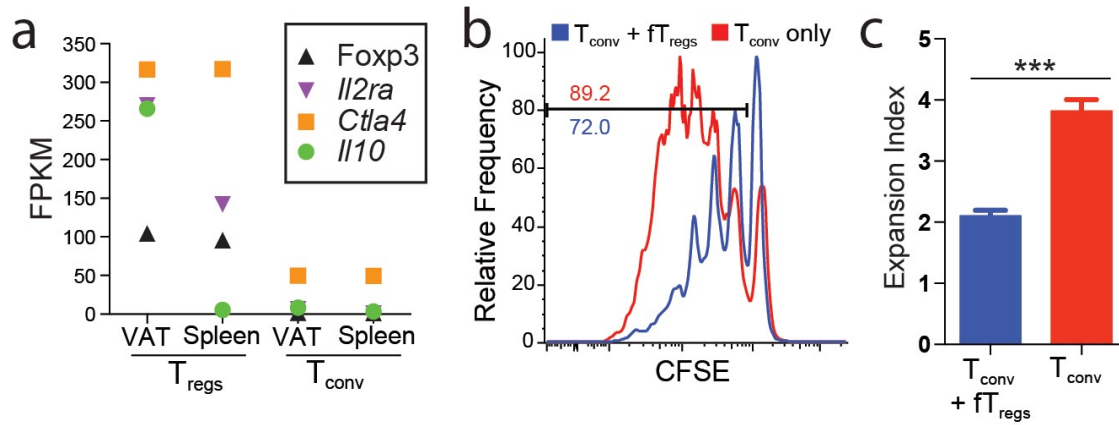 a
350
300
250
200
150
100
50
0
FPKM
Foxp3
Il2ra
Ctla4
Il10
VAT Spleen VAT Spleen
Tregs Tconv
b
Tconv + fTregs Tconv only
100
80
60
40
20
0
Relative Frequency
89.2
72.0
CFSE
c
5
4
3
2
1
0
Expansion Index
***
Tconv
+ fTregs
Tconv